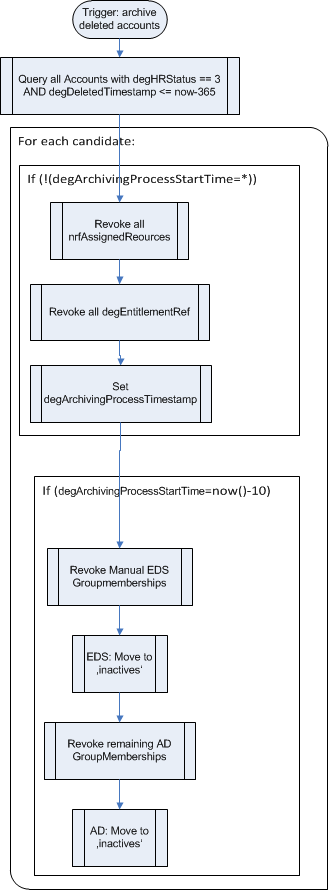 Trigger: archive
deleted accounts
Query all Accounts with degHRStatus == 3
AND degDeletedTimestamp <= now-365
For each candidate:
If (!(degArchivingProcessStartTime=*))
Revoke all
nrfAssignedReources
Revoke all degEntitlementRef
Set
degArchivingProcessTimestamp
If (degArchivingProcessStartTime=now()-10)
Revoke Manual EDS
Groupmemberships
EDS: Move to
‚inactives‘
Revoke remaining AD
GroupMemberships
AD: Move to
‚inactives‘